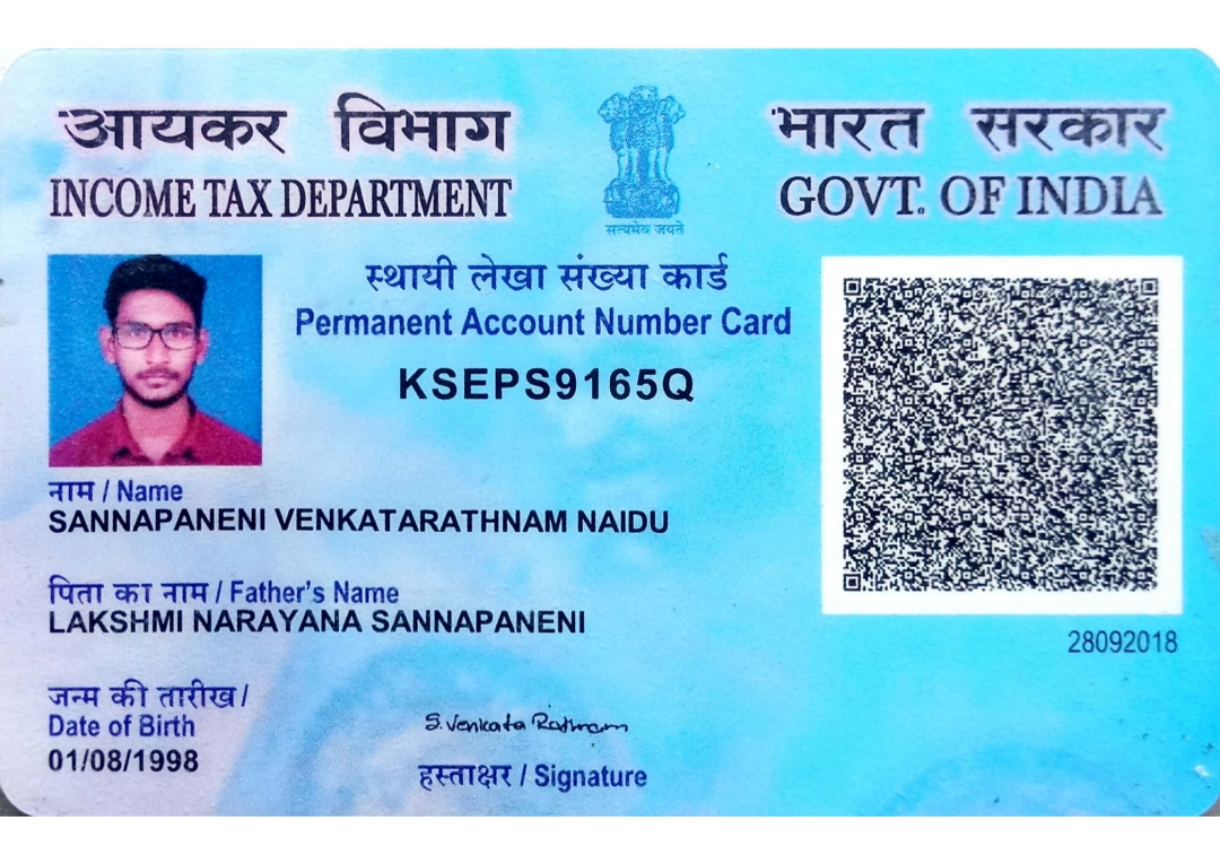 आयकर विभाग
INCOME TAX DEPARTMENT
सत्यमेव जयते
भारत सरकार
GOVT. OF INDIA
स्थायी लेखा संख्या कार्ड
Permanent Account Number Card
KSEPS9165Q
नाम / Name
SANNAPANENI VENKATARATHNAM NAIDU
पिता का नाम / Father's Name
LAKSHMI NARAYANA SANNAPANENI
28092018
जन्म की तारीख /
Date of Birth
01/08/1998
S. Venkata Rathnam
हस्ताक्षर / Signature